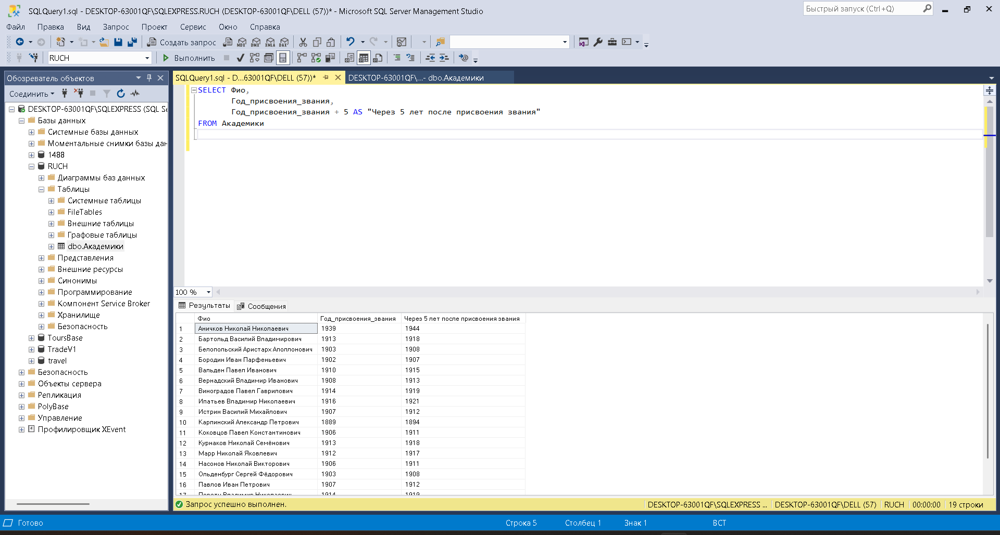 SQLQuery1.sql - DESKTOP-63001QF\SQLEXPRESS.RUCH (DESKTOP-63001QF\DELL (57))* - Microsoft SQL Server Management Studio
Быстрый запуск (Ctrl+Q)
Файл Правка Вид Запрос Проект Сервис Окно Справка
Создать запрос MDX DMX XMLA DAX
RUCH Выполнить
Обозреватель объектов
Соединить
DESKTOP-63001QF\SQLEXPRESS (SQL Se
Базы данных
Системные базы данных
Моментальные снимки базы дан
1488
RUCH
Диаграммы баз данных
Таблицы
Системные таблицы
FileTables
Внешние таблицы
Графовые таблицы
dbo.Академики
Представления
Внешние ресурсы
Синонимы
Программирование
Компонент Service Broker
Хранилище
Безопасность
ToursBase
TradeV1
travel
Безопасность
Объекты сервера
Репликация
PolyBase
Управление
Профилировщик XEvent
SQLQuery1.sql - D...63001QF\DELL (57))* DESKTOP-63001QF\...- dbo.Академики
SELECT Фио,
Год_присвоения_звания,
Год_присвоения_звания + 5 AS "Через 5 лет после присвоения звания"
FROM Академики
100 %
Результаты Сообщения
Фио Год_присвоения_звания Через 5 лет после присвоения звания
1 Аничков Николай Николаевич 1939 1944
2 Бартольд Василий Владимирович 1913 1918
3 Белопольский Аристарх Аполлонович 1903 1908
4 Бородин Иван Парфеньевич 1902 1907
5 Вальден Павел Иванович 1910 1915
6 Вернадский Владимир Иванович 1908 1913
7 Виноградов Павел Гаврилович 1914 1919
8 Ипатьев Владимир Николаевич 1916 1921
9 Истрин Василий Михайлович 1907 1912
10 Карпинский Александр Петрович 1889 1894
11 Коковцов Павел Константинович 1906 1911
12 Курнаков Николай Семёнович 1913 1918
13 Марр Николай Яковлевич 1912 1917
14 Насонов Николай Викторович 1906 1911
15 Ольденбург Сергей Фёдорович 1903 1908
16 Павлов Иван Петрович 1907 1912
17 Владимир Николаевич 1914 1919
Запрос успешно выполнен. DESKTOP-63001QF\SQLEXPRESS ... DESKTOP-63001QF\DELL (57) RUCH 00:00:00 19 строки
Готово Строка 5 Столбец 1 Знак 1 ВСТ